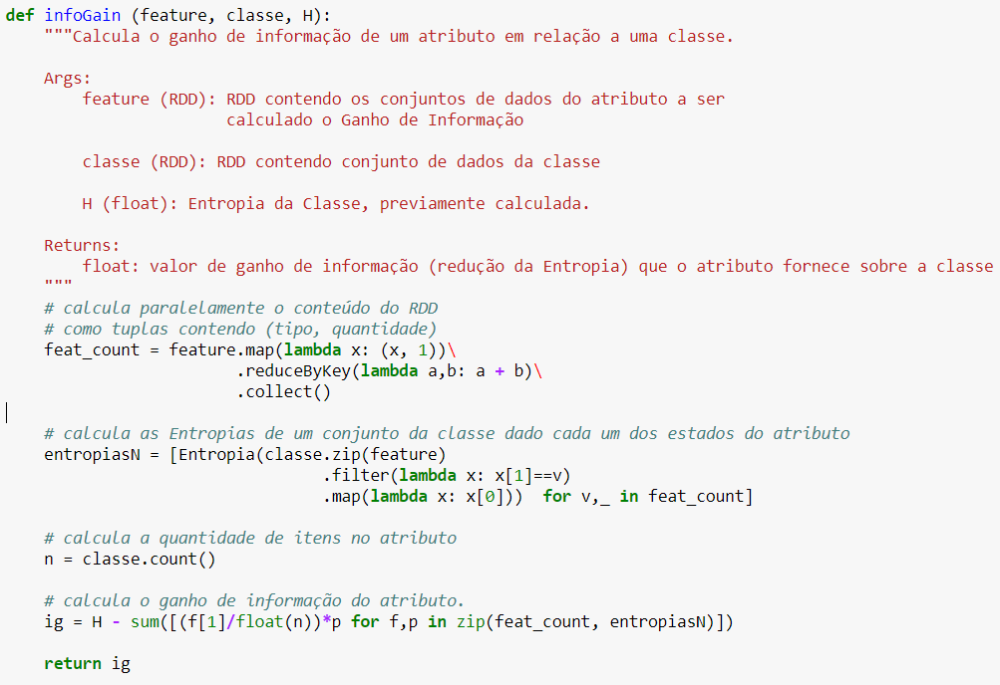 def infoGain (feature, classe, H):
    """Calcula o ganho de informação de um atributo em relação a uma classe.
    Args:
        feature (RDD): RDD contendo os conjuntos de dados do atributo a ser
                       calculado o Ganho de Informação
        classe (RDD): RDD contendo conjunto de dados da classe
        H (float): Entropia da Classe, previamente calculada.
    Returns:
        float: valor de ganho de informação (redução da Entropia) que o atributo fornece sobre a classe
    """
    # calcula paralelamente o conteúdo do RDD
    # como tuplas contendo (tipo, quantidade)
    feat_count = feature.map(lambda x: (x, 1))\
                        .reduceByKey(lambda a,b: a + b)\
                        .collect()
    # calcula as Entropias de um conjunto da classe dado cada um dos estados do atributo
    entropiasN = [Entropia(classe.zip(feature)
                                 .filter(lambda x: x[1]==v)
                                 .map(lambda x: x[0]))  for v,_ in feat_count]
    # calcula a quantidade de itens no atributo
    n = classe.count()
    # calcula o ganho de informação do atributo.
    ig = H - sum([(f[1]/float(n))*p for f,p in zip(feat_count, entropiasN)])
    return ig